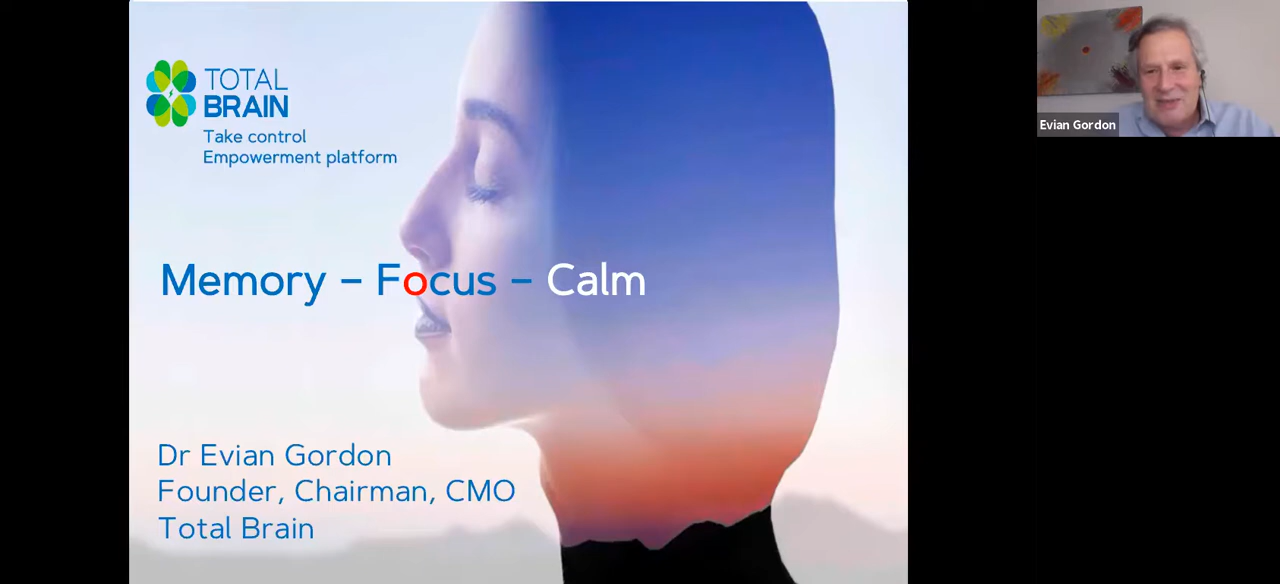 TOTAL
BRAIN
Take control
Empowerment platform
Memory – Focus – Calm
Dr Evian Gordon
Founder, Chairman, CMO
Total Brain
Evian Gordon